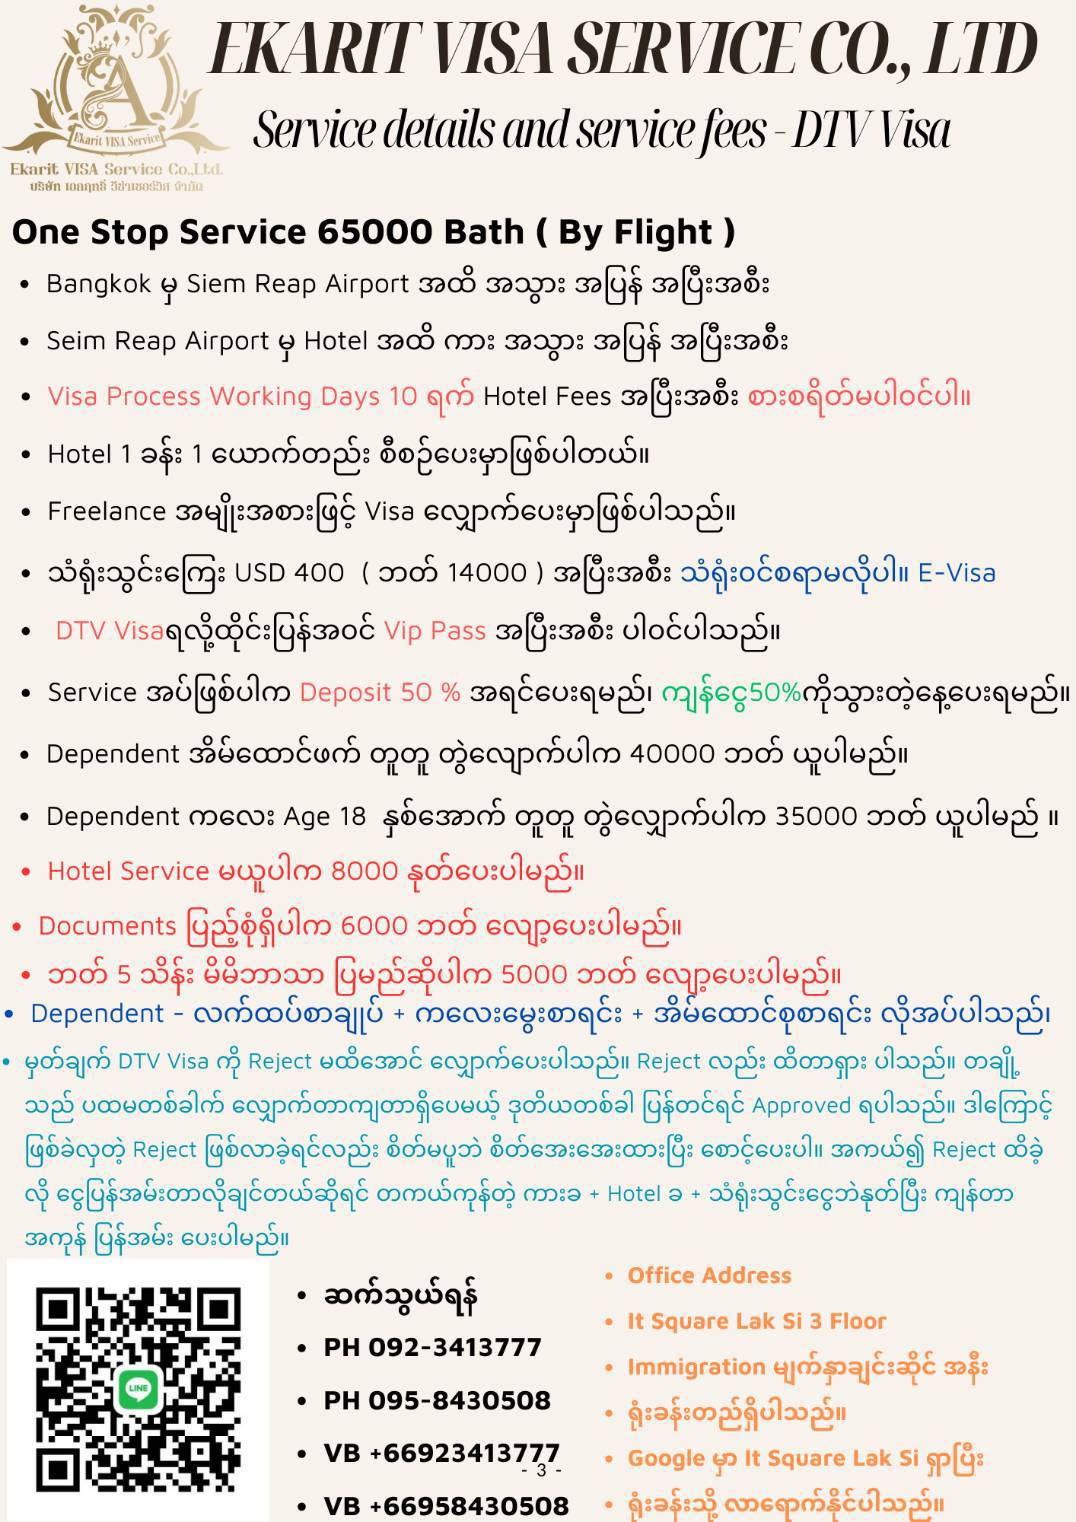 EKARIT VISA SERVICE CO., LTD
Service details and service fees - DTV Visa
Ekarit VISA Service
Ekarit VISA Service Co.,Ltd.
บริษัท เอกฤทธิ์ วีซ่าเซอร์วิส จำกัด
One Stop Service 65000 Bath ( By Flight )
• Bangkok မှ Siem Reap Airport အထိ အသွား အပြန် အပြီးအစီး
• Seim Reap Airport မှ Hotel အထိ ကား အသွား အပြန် အပြီးအစီး
• Visa Process Working Days 10 ရက် Hotel Fees အပြီးအစီး စားစရိတ်မပါဝင်ပါ။
• Hotel 1 ခန်း 1 ယောက်တည်း စီစဉ်ပေးမှာဖြစ်ပါတယ်။
• Freelance အမျိုးအစားဖြင့် Visa လျှောက်ပေးမှာဖြစ်ပါသည်။
• သံရုံးသွင်းကြေး USD 400 ( ဘတ် 14000 ) အပြီးအစီး သံရုံးဝင်စရာမလိုပါ။ E-Visa
• DTV Visaရလို့ထိုင်းပြန်အဝင် Vip Pass အပြီးအစီး ပါဝင်ပါသည်။
• Service အပ်ဖြစ်ပါက Deposit 50 % အရင်ပေးရမည်၊ ကျန်ငွေ50%ကိုသွားတဲ့နေ့ပေးရမည်။
• Dependent အိမ်ထောင်ဖက် တူတူ တွဲလျောက်ပါက 40000 ဘတ် ယူပါမည်။
• Dependent ကလေး Age 18 နှစ်အောက် တူတူ တွဲလျှောက်ပါက 35000 ဘတ် ယူပါမည် ။
• Hotel Service မယူပါက 8000 နုတ်ပေးပါမည်။
• Documents ပြည့်စုံရှိပါက 6000 ဘတ် လျော့ပေးပါမည်။
• ဘတ် 5 သိန်း မိမိဘာသာ ပြမည်ဆိုပါက 5000 ဘတ် လျော့ပေးပါမည်။
• Dependent - လက်ထပ်စာချုပ် + ကလေးမွေးစာရင်း + အိမ်ထောင်စုစာရင်း လိုအပ်ပါသည်၊
• မှတ်ချက် DTV Visa ကို Reject မထိအောင် လျှောက်ပေးပါသည်။ Reject လည်း ထိတာရှား ပါသည်။ တချို့
သည် ပထမတစ်ခါက် လျှောက်တာကျတာရှိပေမယ့် ဒုတိယတစ်ခါ ပြန်တင်ရင် Approved ရပါသည်။ ဒါကြောင့်
ဖြစ်ခဲလှတဲ့ Reject ဖြစ်လာခဲ့ရင်လည်း စိတ်မပူဘဲ စိတ်အေးအေးထားပြီး စောင့်ပေးပါ။ အကယ်၍ Reject ထိခဲ့
လို ငွေပြန်အမ်းတာလိုချင်တယ်ဆိုရင် တကယ်ကုန်တဲ့ ကားခ + Hotel ခ + သံရုံးသွင်းငွေဘဲနုတ်ပြီး ကျန်တာ
အကုန် ပြန်အမ်း ပေးပါမည်။
LINE
• ဆက်သွယ်ရန်
• PH 092-3413777
• PH 095-8430508
• VB +66923413777
- 3 -
• VB +66958430508
• Office Address
• It Square Lak Si 3 Floor
• Immigration မျက်နှာချင်းဆိုင် အနီး
• ရုံးခန်းတည်ရှိပါသည်။
• Google မှာ It Square Lak Si ရှာပြီး
• ရုံးခန်းသို့ လာရောက်နိုင်ပါသည်။